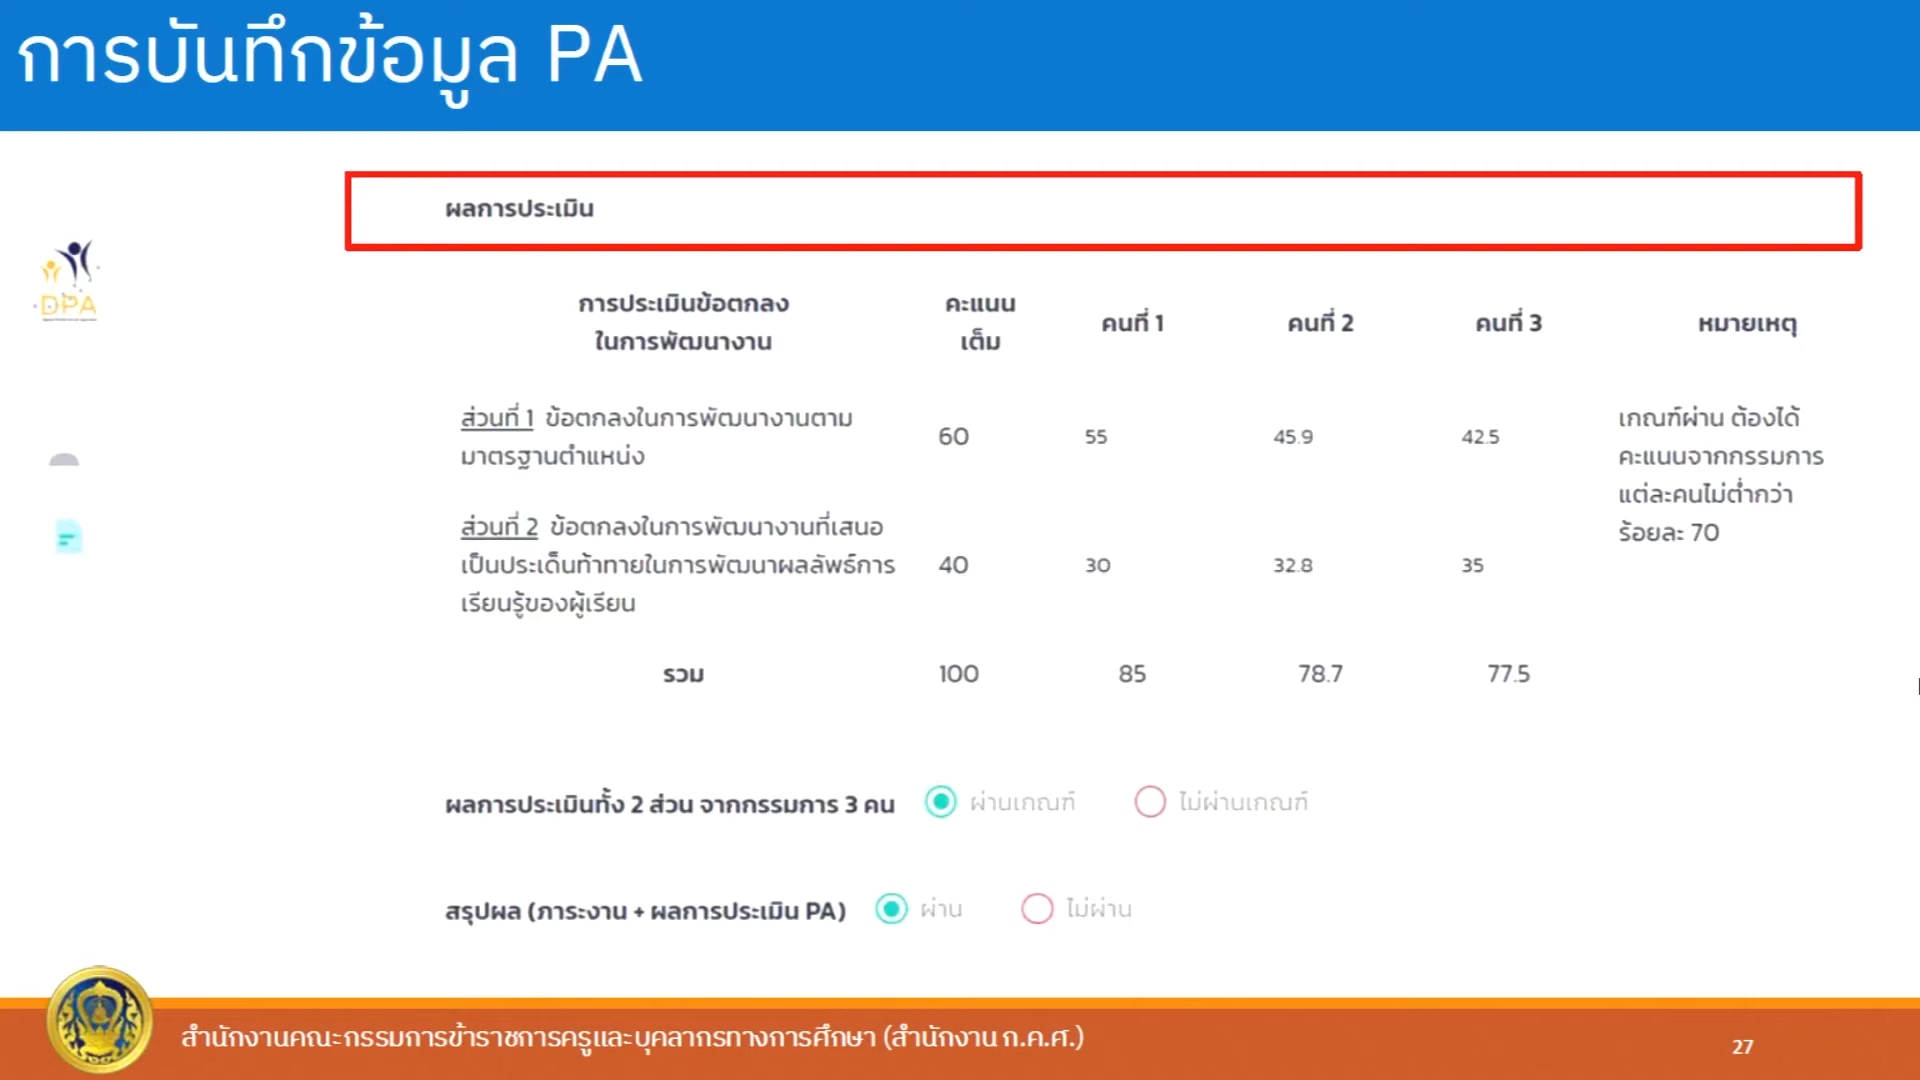 การบันทึกข้อมูล PA
ผลการประเมิน
DPA
การประเมินข้อตกลง
ในการพัฒนางาน
คะแนน
เต็ม
คนที่ 1
คนที่ 2
คนที่ 3
หมายเหตุ
ส่วนที่ 1 ข้อตกลงในการพัฒนางานตาม
มาตรฐานตำแหน่ง
60
55
45.9
42.5
เกณฑ์ผ่าน ต้องได้
คะแนนจากกรรมการ
แต่ละคนไม่ต่ำกว่า
ร้อยละ 70
ส่วนที่ 2 ข้อตกลงในการพัฒนางานที่เสนอ
เป็นประเด็นท้าทายในการพัฒนาผลลัพธ์การ
เรียนรู้ของผู้เรียน
40
30
32.8
35
รวม
100
85
78.7
77.5
ผลการประเมินทั้ง 2 ส่วน จากกรรมการ 3 คน
ผ่านเกณฑ์
ไม่ผ่านเกณฑ์
สรุปผล (ภาระงาน + ผลการประเมิน PA)
ผ่าน
ไม่ผ่าน
สำนักงานคณะกรรมการข้าราชการครูและบุคลากรทางการศึกษา (สำนักงาน ก.ค.ศ.)
27